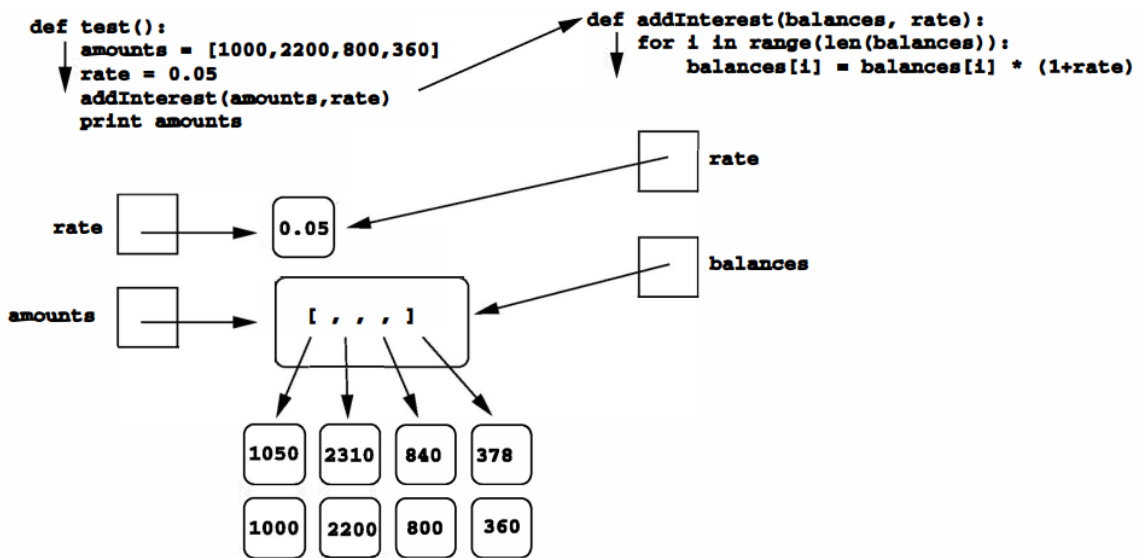 def test():
amounts = [1000,2200,800,360]
rate = 0.05
addInterest(amounts,rate)
print amounts
def addInterest(balances, rate):
for i in range(len(balances)):
balances[i] = balances[i] * (1+rate)
rate
rate
0.05
balances
amounts
[ , , , ]
1050 2310 840 378
1000 2200 800 360